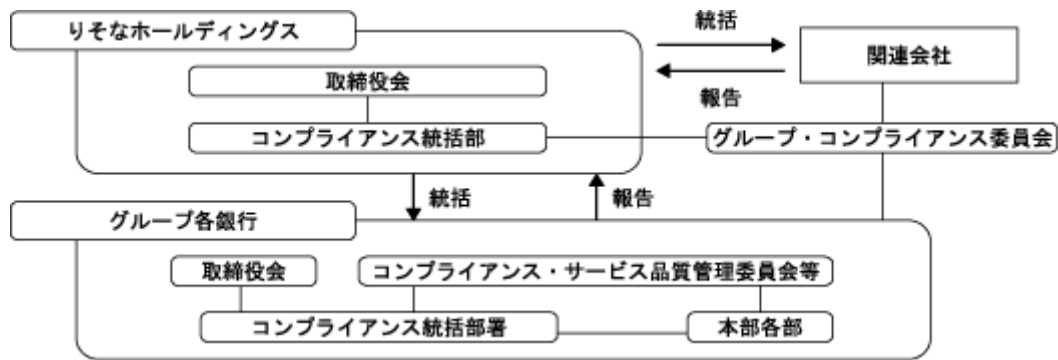 りそなホールディングス
統括
関連会社
取締役会
報告
コンプライアンス統括部
グループ・コンプライアンス委員会
統括
報告
グループ各銀行
取締役会
コンプライアンス・サービス品質管理委員会等
コンプライアンス統括部署
本部各部